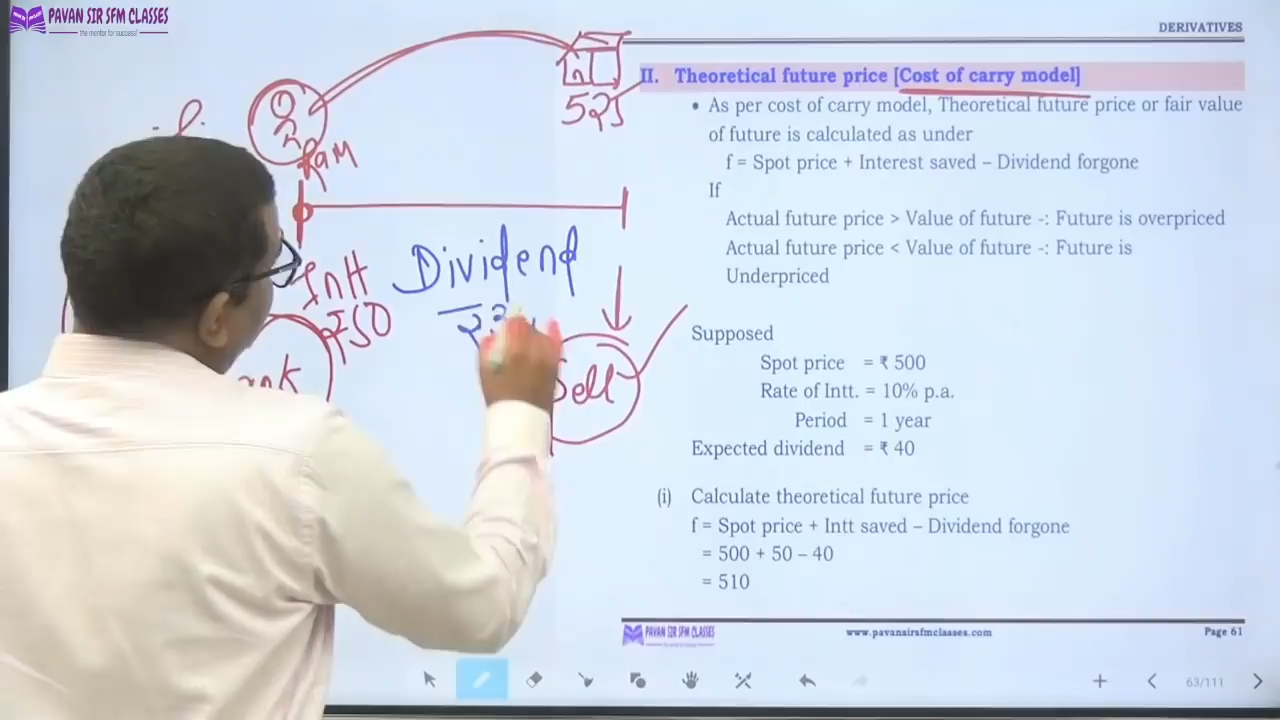 PAVAN SIR SFM CLASSES
the mentor for success!
DERIVATIVES
II. Theoretical future price [Cost of carry model]
• As per cost of carry model, Theoretical future price or fair value
of future is calculated as under
f = Spot price + Interest saved – Dividend forgone
If
Actual future price > Value of future -: Future is overpriced
Actual future price < Value of future -: Future is
Underpriced
Supposed
Spot price = ₹ 500
Rate of Intt. = 10% p.a.
Period = 1 year
Expected dividend = ₹ 40
(i) Calculate theoretical future price
f = Spot price + Intt saved – Dividend forgone
= 500 + 50 – 40
= 510
PAVAN SIR SFM CLASSES
www.pavansirsfmclasses.com
Page 61
63/111
525
Ram
Int Dividend
₹50
Sell